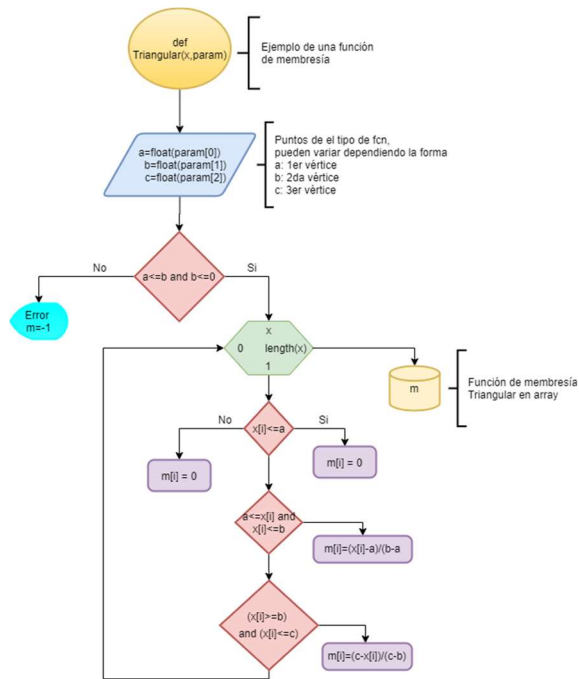 def
Triangular(x,param)
Ejemplo de una función
de membresía
a=float(param[0])
b=float(param[1])
c=float(param[2])
Puntos de el tipo de fcn,
pueden variar dependiendo la forma
a: 1er vértice
b: 2da vértice
c: 3er vértice
No
a<=b and b<=0
Si
Error
m=-1
x
0
length(x)
1
m
Función de membresía
Triangular en array
No
x[i]<=a
Si
m[i] = 0
m[i] = 0
a<=x[i] and
x[i]<=b
m[i]=(x[i]-a)/(b-a
(x[i]>=b)
and (x[i]<=c)
m[i]=(c-x[i])/(c-b)